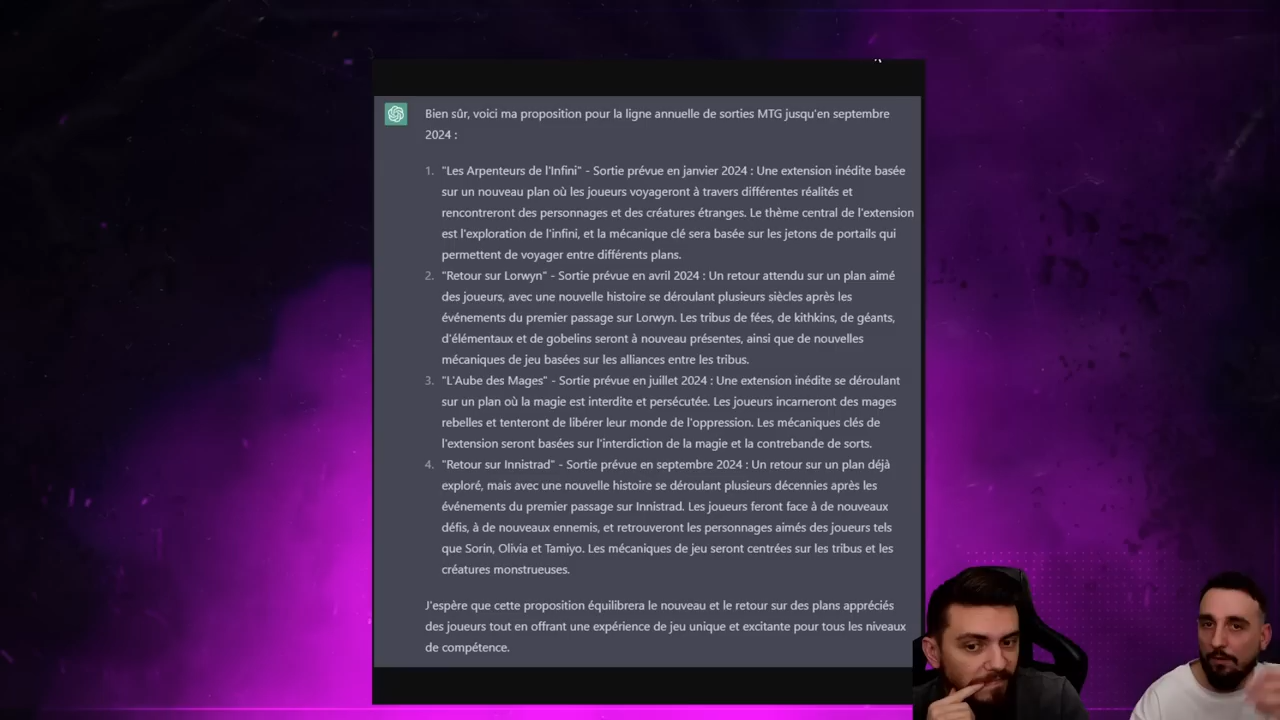 Bien sûr, voici ma proposition pour la ligne annuelle de sorties MTG jusqu'en septembre
2024 :
1. "Les Arpenteurs de l'Infini" - Sortie prévue en janvier 2024 : Une extension inédite basée
sur un nouveau plan où les joueurs voyageront à travers différentes réalités et
rencontreront des personnages et des créatures étranges. Le thème central de l'extension
est l'exploration de l'infini, et la mécanique clé sera basée sur les jetons de portails qui
permettent de voyager entre différents plans.
2. "Retour sur Lorwyn" - Sortie prévue en avril 2024 : Un retour attendu sur un plan aimé
des joueurs, avec une nouvelle histoire se déroulant plusieurs siècles après les
événements du premier passage sur Lorwyn. Les tribus de fées, de kithkins, de géants,
d'élémentaux et de gobelins seront à nouveau présentes, ainsi que de nouvelles
mécaniques de jeu basées sur les alliances entre les tribus.
3. "L'Aube des Mages" - Sortie prévue en juillet 2024 : Une extension inédite se déroulant
sur un plan où la magie est interdite et persécutée. Les joueurs incarneront des mages
rebelles et tenteront de libérer leur monde de l'oppression. Les mécaniques clés de
l'extension seront basées sur l'interdiction de la magie et la contrebande de sorts.
4. "Retour sur Innistrad" - Sortie prévue en septembre 2024 : Un retour sur un plan déjà
exploré, mais avec une nouvelle histoire se déroulant plusieurs décennies après les
événements du premier passage sur Innistrad. Les joueurs feront face à de nouveaux
défis, à de nouveaux ennemis, et retrouveront les personnages aimés des joueurs tels
que Sorin, Olivia et Tamiyo. Les mécaniques de jeu seront centrées sur les tribus et les
créatures monstrueuses.
J'espère que cette proposition équilibrera le nouveau et le retour sur des plans appréciés
des joueurs tout en offrant une expérience de jeu unique et excitante pour tous les niveaux
de compétence.